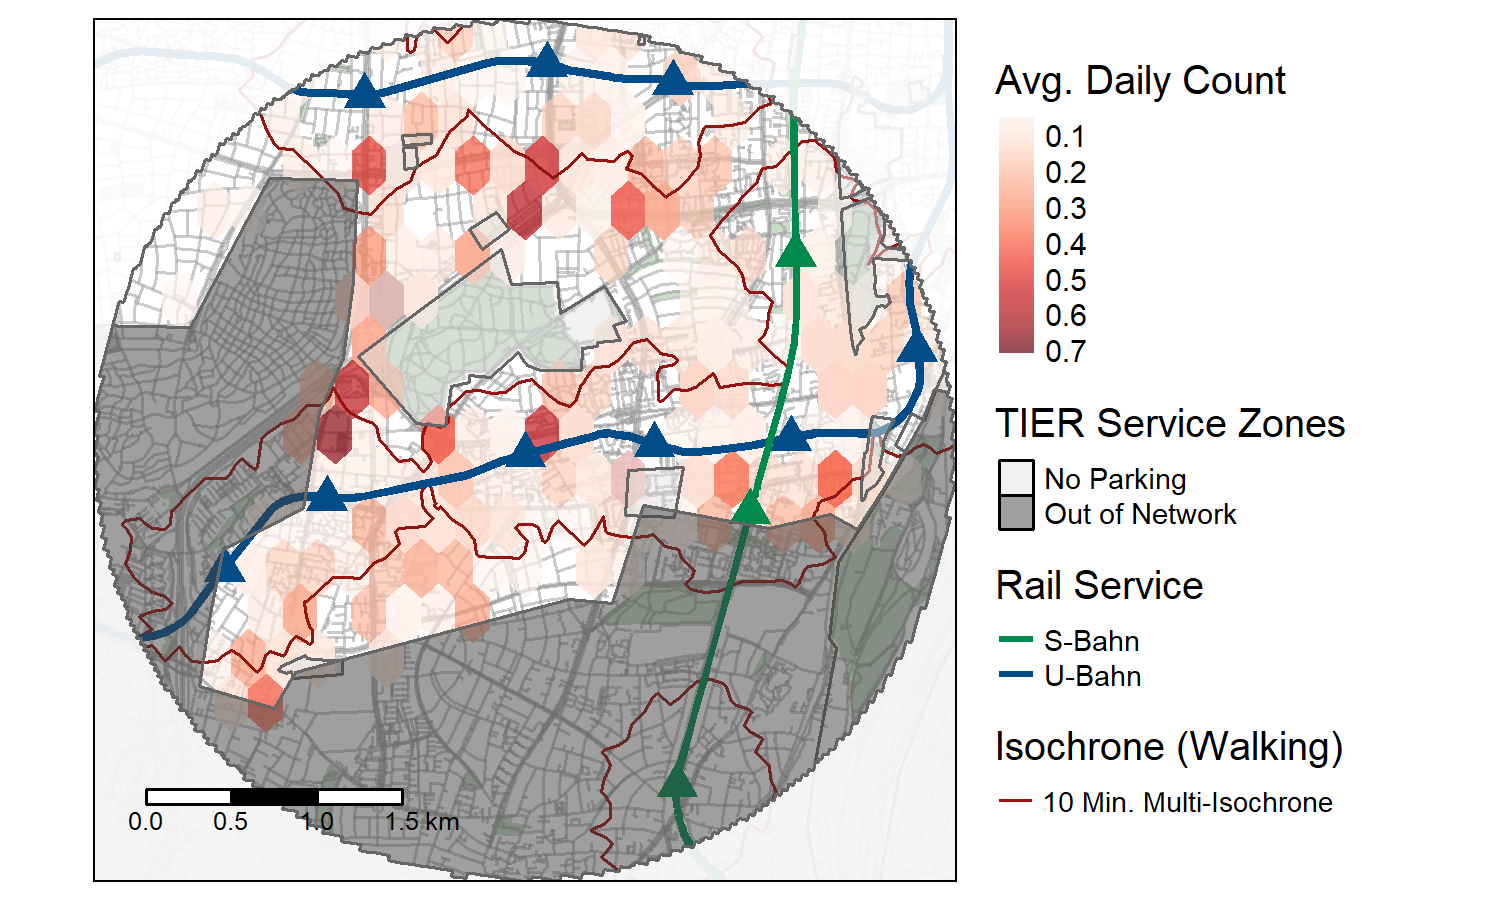 Avg. Daily Count
0.1
0.2
0.3
0.4
0.5
0.6
0.7
TIER Service Zones
No Parking
Out of Network
Rail Service
S-Bahn
U-Bahn
Isochrone (Walking)
10 Min. Multi-Isochrone
0.0 0.5 1.0 1.5 km